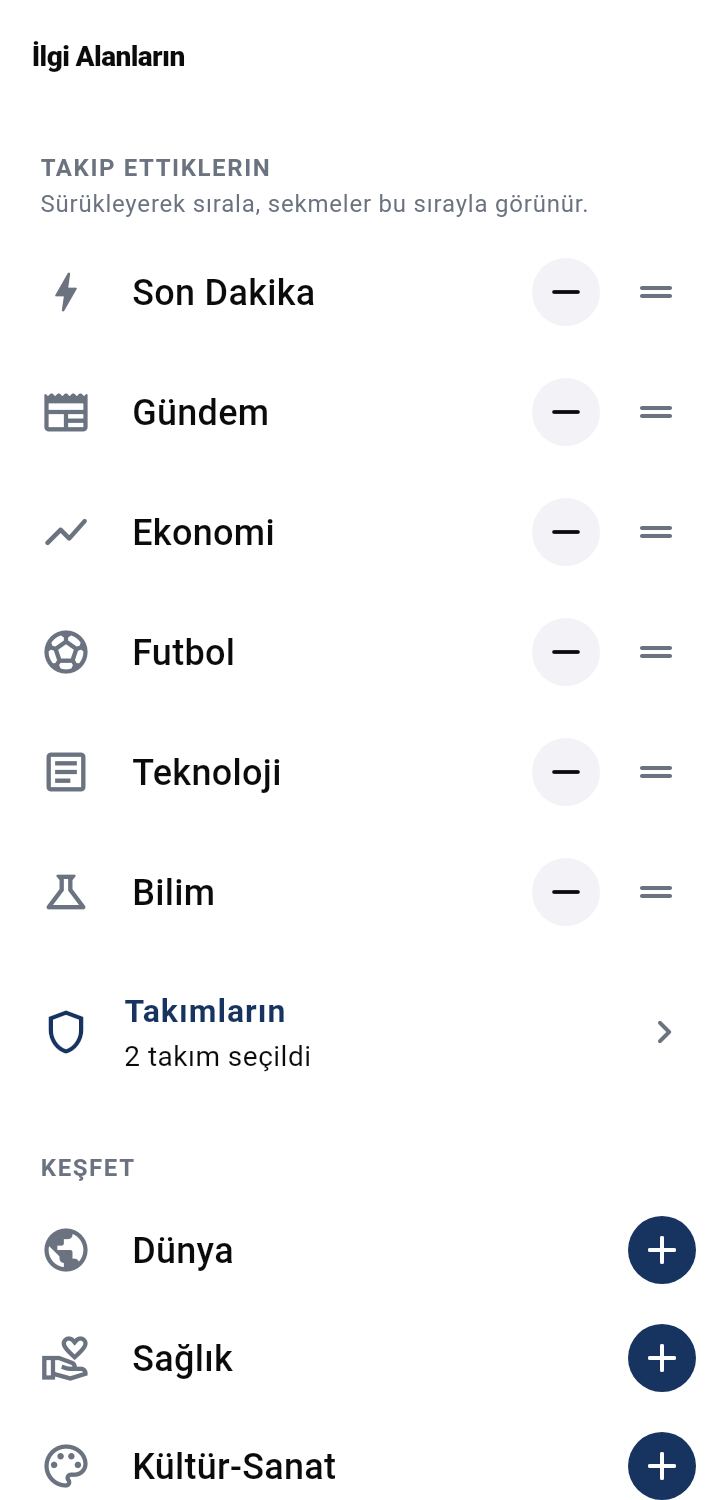 İlgi Alanların
TAKIP ETTIKLERIN
Sürükleyerek sırala, sekmeler bu sırayla görünür.
Son Dakika
Gündem
Ekonomi
Futbol
Teknoloji
Bilim
Takımların
2 takım seçildi
KEŞFET
Dünya
Sağlık
Kültür-Sanat